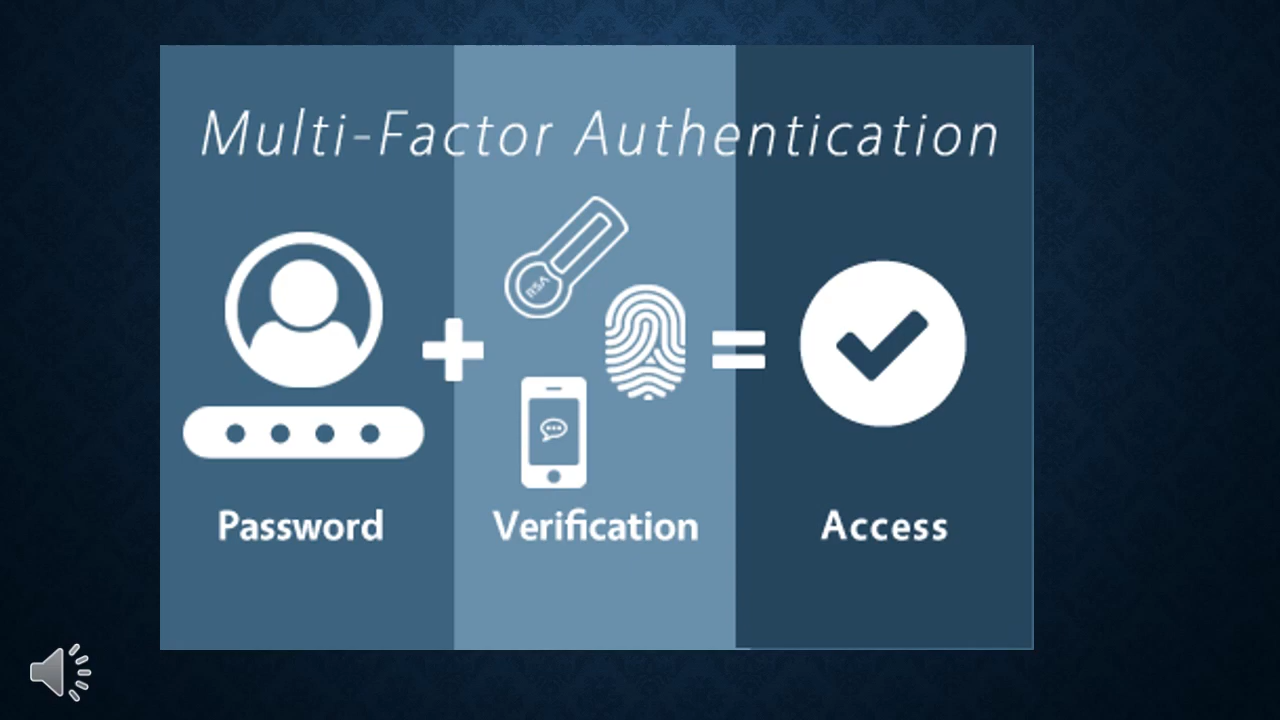 Multi-Factor Authentication
RSA
Password
Verification
Access